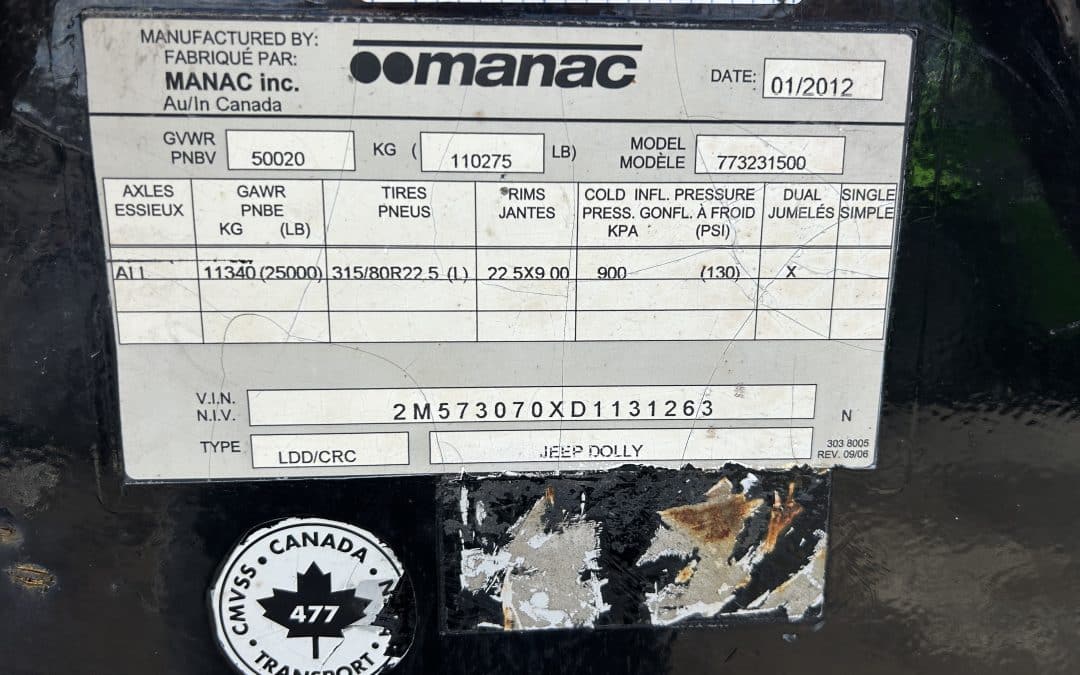 MANUFACTURED BY:
FABRIQUÉ PAR:
MANAC inc.
Au/In Canada
manac
DATE: 01/2012
GVWR
PNBV 50020 KG ( 110275 LB)
MODEL
MODÈLE 773231500
AXLES GAWR TIRES RIMS COLD INFL. PRESSURE DUAL SINGLE
ESSIEUX PNBE PNEUS JANTES PRESS. GONFL. À FROID JUMELÉS SIMPLE
KG (LB) KPA (PSI)
ALL 11340 (25000) 315/80R22.5 (L) 22.5X9.00 900 (130) X
V.I.N.
N.I.V. 2M573070XD1131263 N
TYPE LDD/CRC JEEP DOLLY
303 8005
REV. 09/06
CANADA
CMVSS
477
TRANSPORT